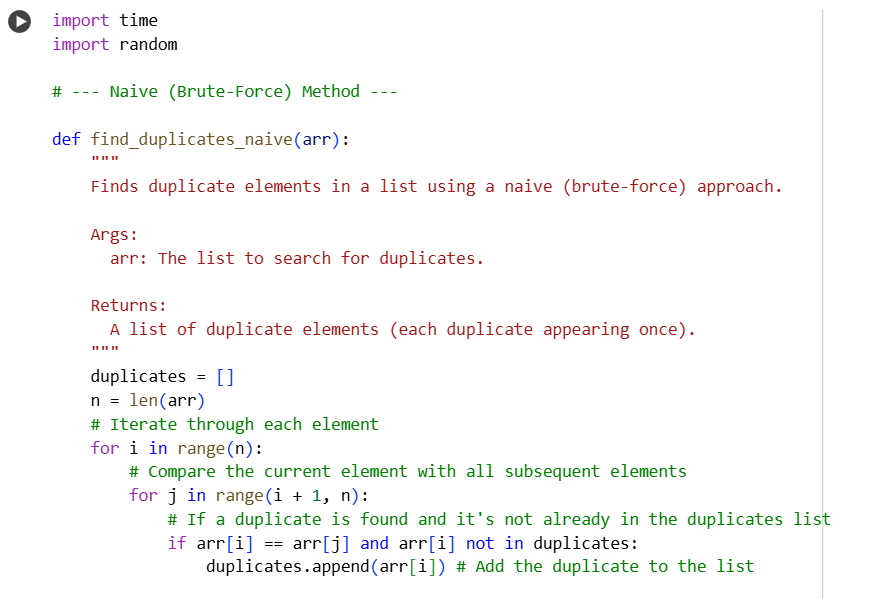 import time
import random
# --- Naive (Brute-Force) Method ---
def find_duplicates_naive(arr):
    """
    Finds duplicate elements in a list using a naive (brute-force) approach.
    Args:
      arr: The list to search for duplicates.
    Returns:
      A list of duplicate elements (each duplicate appearing once).
    """
    duplicates = []
    n = len(arr)
    # Iterate through each element
    for i in range(n):
        # Compare the current element with all subsequent elements
        for j in range(i + 1, n):
            # If a duplicate is found and it's not already in the duplicates list
            if arr[i] == arr[j] and arr[i] not in duplicates:
                duplicates.append(arr[i]) # Add the duplicate to the list